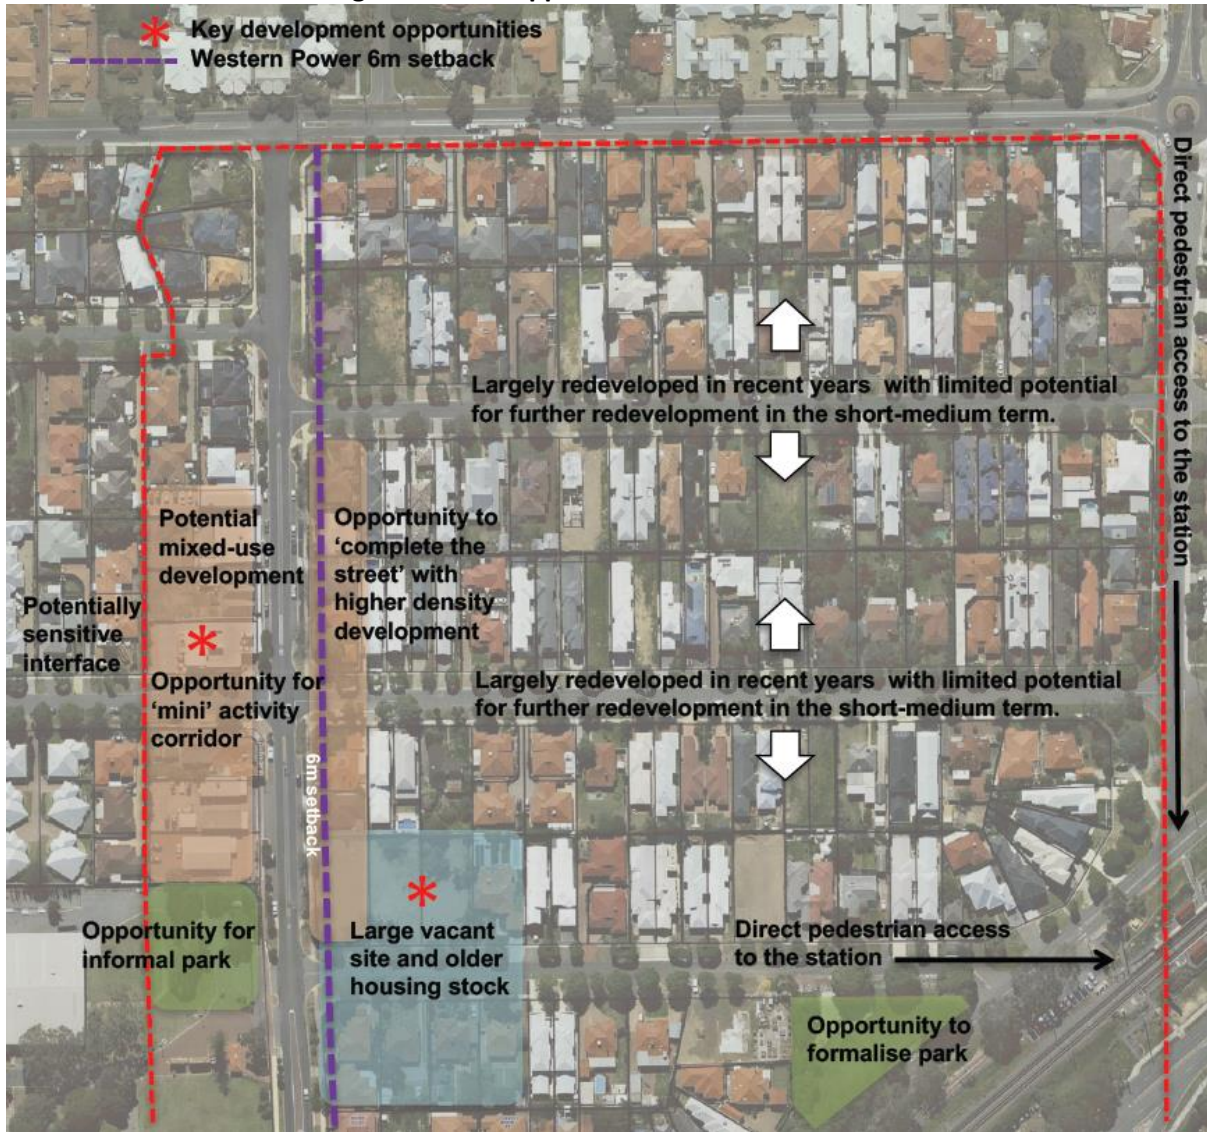 Key development opportunities
Western Power 6m setback
Direct pedestrian access to the station
Largely redeveloped in recent years with limited potential
for further redevelopment in the short-medium term.
Potential
mixed-use
development
Opportunity to
‘complete the
street’ with
higher density
development
Potentially
sensitive
interface
Opportunity for
‘mini’ activity
corridor
Largely redeveloped in recent years with limited potential
for further redevelopment in the short-medium term.
6m setback
Opportunity for
informal park
Large vacant
site and older
housing stock
Direct pedestrian access
to the station
Opportunity to
formalise park